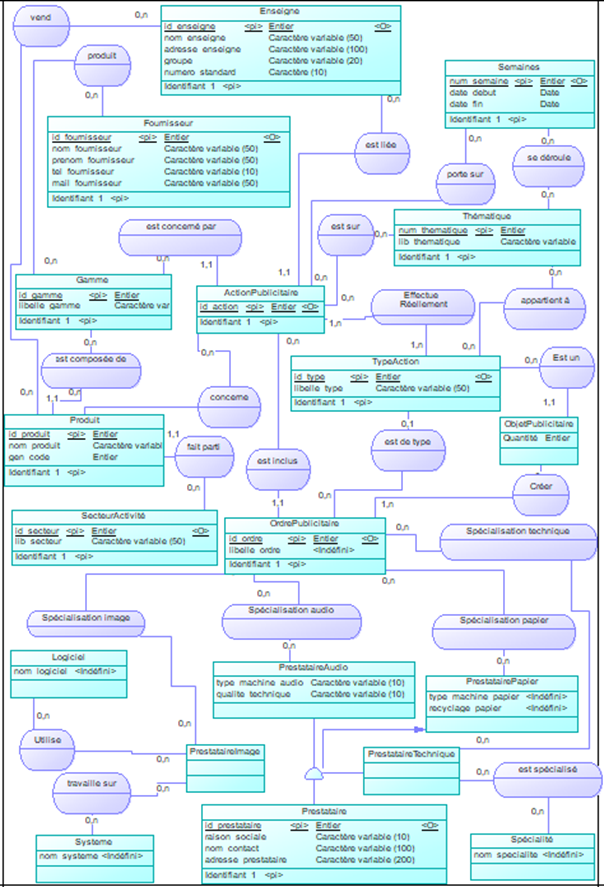 vend
0,n
Enseigne
id enseigne <pi> Entier <O>
nom enseigne Caractère variable (50)
adresse enseigne Caractère variable (100)
groupe Caractère variable (20)
numero standard Caractère (10)
Identifiant 1 <pi>
produit
0,n
0,n
Semaines
num semaine <pi> Entier <O>
date debut Date
date fin Date
Identifiant 1 <pi>
Fournisseur
id fournisseur <pi> Entier <O>
nom fournisseur Caractère variable (50)
prenom fournisseur Caractère variable (50)
tel fournisseur Caractère variable (10)
mail fournisseur Caractère variable (50)
Identifiant 1 <pi>
est liée
0,n
0,n
se déroule
porte sur
0,n
Thématique
num thematique <pi> Entier
lib thematique Caractère variable
Identifiant 1 <pi>
est concerné par
est sur
0,n
0,n
0,n
1,1
1,1
0,n
0,n
Gamme
id gamme <pi> Entier
libelle gamme Caractère var
Identifiant 1 <pi>
ActionPublicitaire
id action <pi> Entier <O>
Identifiant 1 <pi>
0,n
Effectue
Réellement
appartient à
1,n
0,n
0,n
1,n
0,n
est composée de
TypeAction
id type <pi> Entier <O>
libelle type Caractère variable (50)
Identifiant 1 <pi>
0,n
Est un
0,n
0,n
1,1
concerne
1,1
Produit
id produit <pi> Entier
nom produit Caractère variabl
gen code Entier
Identifiant 1 <pi>
1,1
fait parti
0,1
ObjetPublicitaire
Quantité Entier
est de type
est inclus
0,n
0,n
1,1
1,n
Créer
SecteurActivité
id secteur <pi> Entier <O>
lib secteur Caractère variable (50)
Identifiant 1 <pi>
OrdrePublicitaire
id ordre <pi> Entier <O>
libelle ordre <Indéfini>
Identifiant 1 <pi>
0,n
Spécialisation technique
0,n
0,n
Spécialisation image
Spécialisation audio
Spécialisation papier
0,n
0,n
Logiciel
nom logiciel <Indéfini>
PrestataireAudio
type machine audio Caractère variable (10)
qualite technique Caractère variable (10)
PrestatairePapier
type machine papier <Indéfini>
recyclage papier <Indéfini>
0,n
0,n
Utilise
0,n
0,n
PrestataireImage
PrestataireTechnique
travaille sur
0,n
0,n
est spécialisé
0,n
0,n
Prestataire
id prestataire <pi> Entier <O>
raison sociale Caractère variable (10)
nom contact Caractère variable (100)
adresse prestataire Caractère variable (200)
Identifiant 1 <pi>
Systeme
nom systeme <Indéfini>
Spécialité
nom specialite <Indéfini>